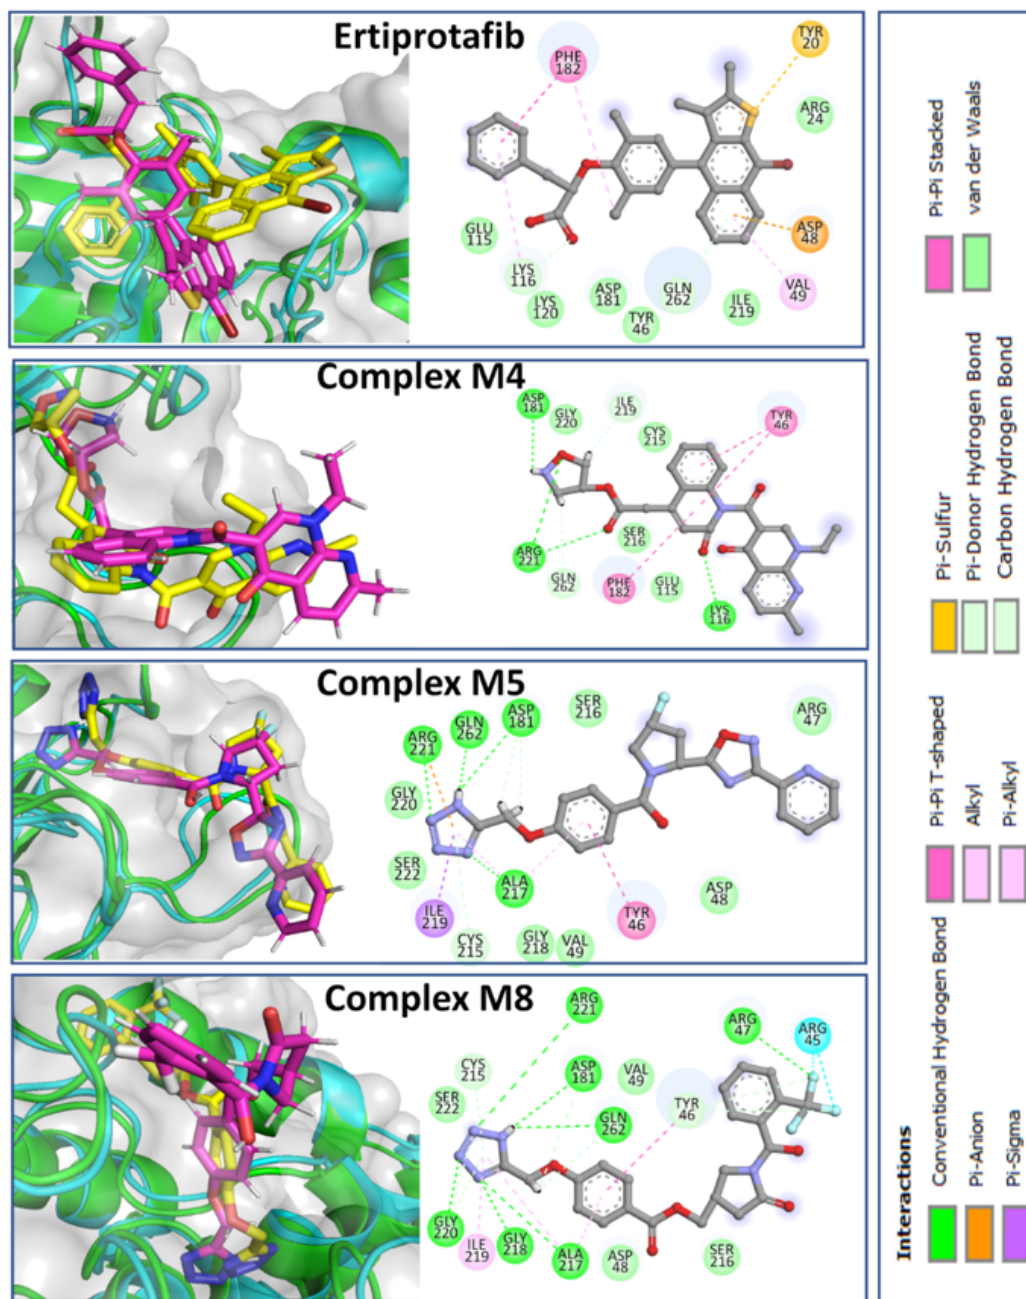 Ertiprotafib
PHE
182
TYR
20
ARG
24
GLU
115
LYS
116
LYS
120
ASP
181
TYR
46
GLN
262
ILE
219
ASP
48
VAL
49
Complex M4
ASP
181
GLY
220
ILE
219
CYS
215
TYR
46
ARG
221
GLN
262
SER
216
PHE
182
GLU
115
LYS
116
Complex M5
ARG
221
GLN
262
ASP
181
SER
216
ARG
47
GLY
220
SER
222
ILE
219
CYS
215
ALA
217
GLY
218
VAL
49
TYR
46
ASP
48
Complex M8
ARG
221
CYS
215
SER
222
ASP
181
VAL
49
GLN
262
TYR
46
ARG
47
ARG
45
GLY
220
ILE
219
GLY
218
ALA
217
ASP
48
SER
216
Interactions
Conventional Hydrogen Bond
Pi-Anion
Pi-Sigma
Pi-Pi T-shaped
Alkyl
Pi-Alkyl
Pi-Sulfur
Pi-Donor Hydrogen Bond
Carbon Hydrogen Bond
Pi-Pi Stacked
van der Waals